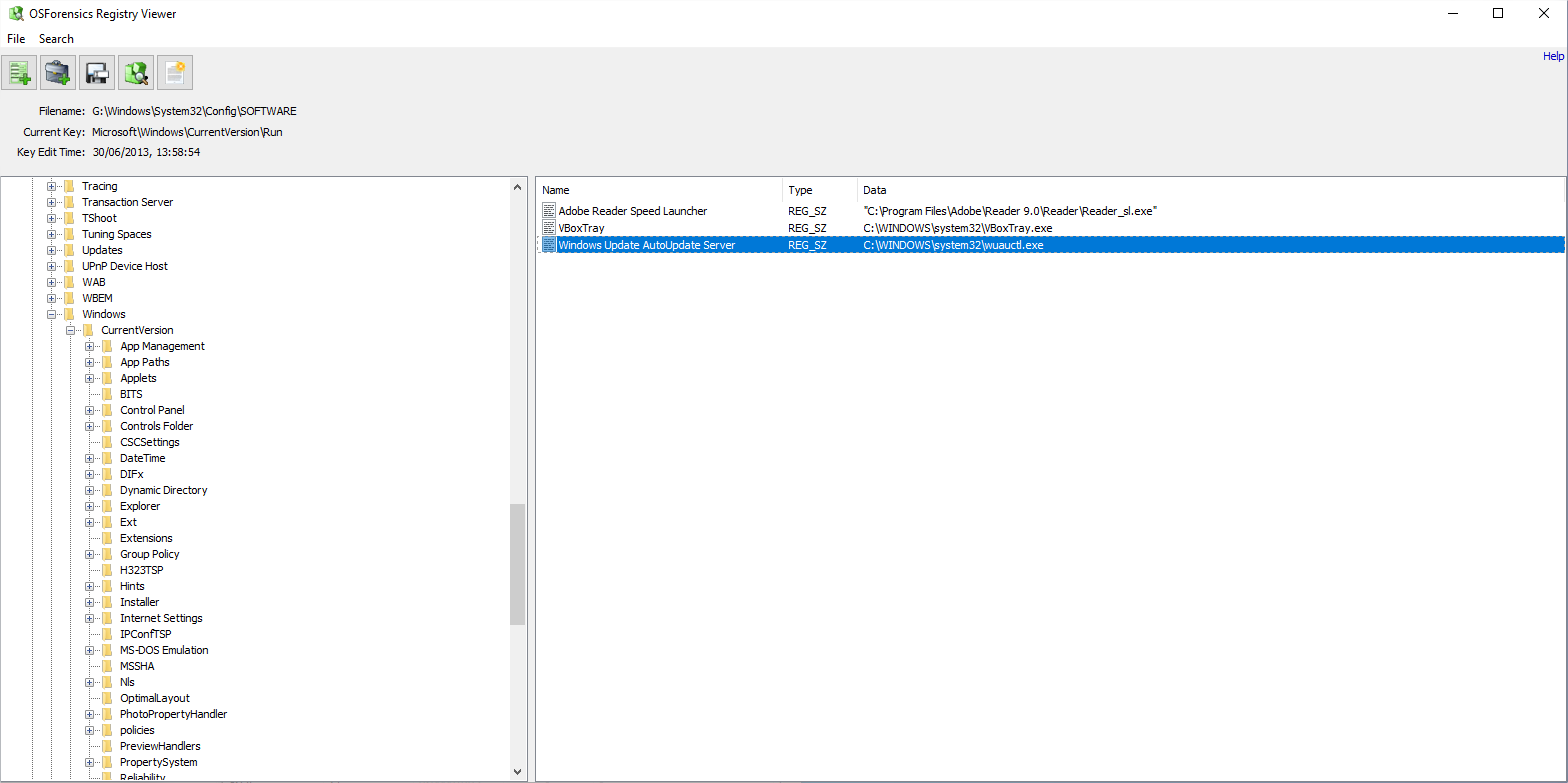 OSForensics Registry Viewer
File Search
Help
Filename: G:\Windows\System32\Config\SOFTWARE
Current Key: Microsoft\Windows\CurrentVersion\Run
Key Edit Time: 30/06/2013, 13:58:54
Tracing
Transaction Server
TShoot
Tuning Spaces
Updates
UPnP Device Host
WAB
WBEM
Windows
CurrentVersion
App Management
App Paths
Applets
BITS
Control Panel
Controls Folder
CSCSettings
DateTime
DIFx
Dynamic Directory
Explorer
Ext
Extensions
Group Policy
H323TSP
Hints
Installer
Internet Settings
IPConfTSP
MS-DOS Emulation
MSSHA
Nls
OptimalLayout
PhotoPropertyHandler
policies
PreviewHandlers
PropertySystem
Reliability
Name Type Data
Adobe Reader Speed Launcher REG_SZ "C:\Program Files\Adobe\Reader 9.0\Reader\Reader_sl.exe"
VBoxTray REG_SZ C:\WINDOWS\system32\VBoxTray.exe
Windows Update AutoUpdate Server REG_SZ C:\WINDOWS\system32\wuauctl.exe